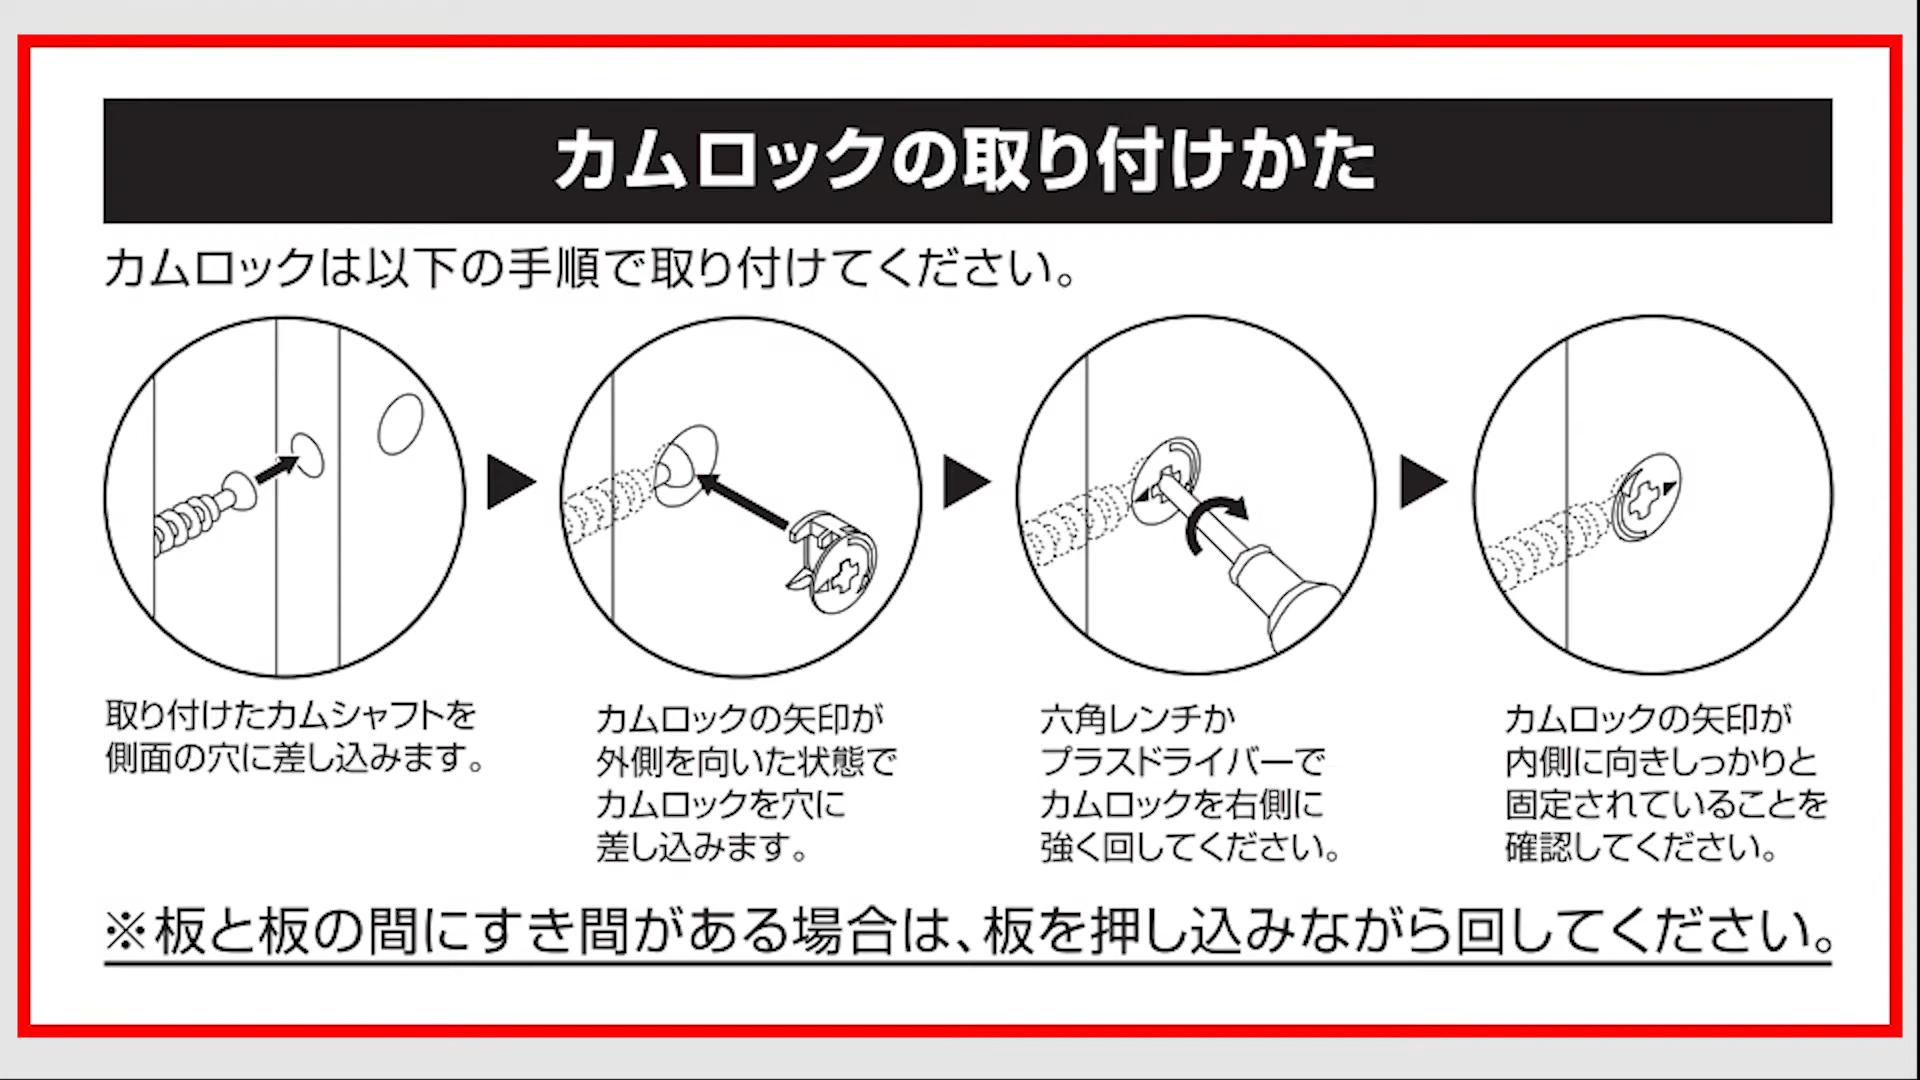 カムロックの取り付けかた
カムロックは以下の手順で取り付けてください。
取り付けたカムシャフトを
側面の穴に差し込みます。
カムロックの矢印が
外側を向いた状態で
カムロックを穴に
差し込みます。
六角レンチか
プラスドライバーで
カムロックを右側に
強く回してください。
カムロックの矢印が
内側に向きしっかりと
固定されていることを
確認してください。
※板と板の間にすき間がある場合は、板を押し込みながら回してください。